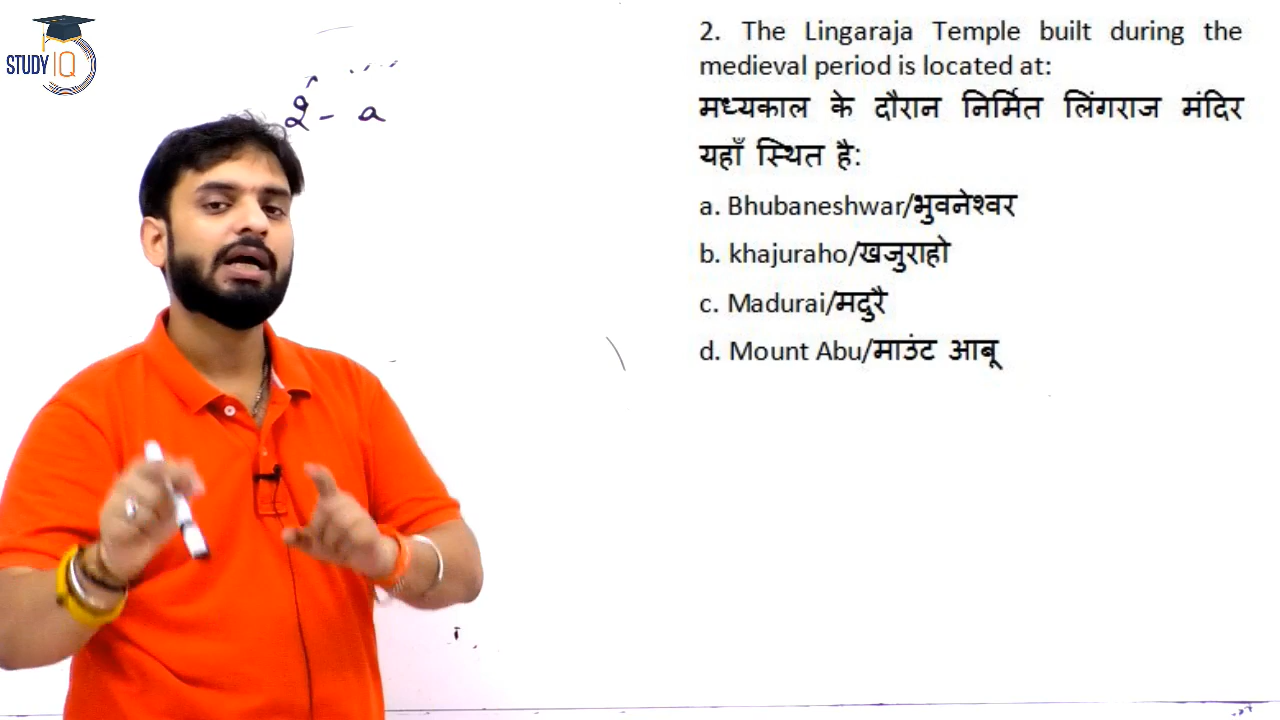 STUDY IQ
2 - a
2. The Lingaraja Temple built during the
medieval period is located at:
मध्यकाल के दौरान निर्मित लिंगराज मंदिर
यहाँ स्थित है:
a. Bhubaneshwar/भुवनेश्वर
b. khajuraho/खजुराहो
c. Madurai/मदुरै
d. Mount Abu/माउंट आबू